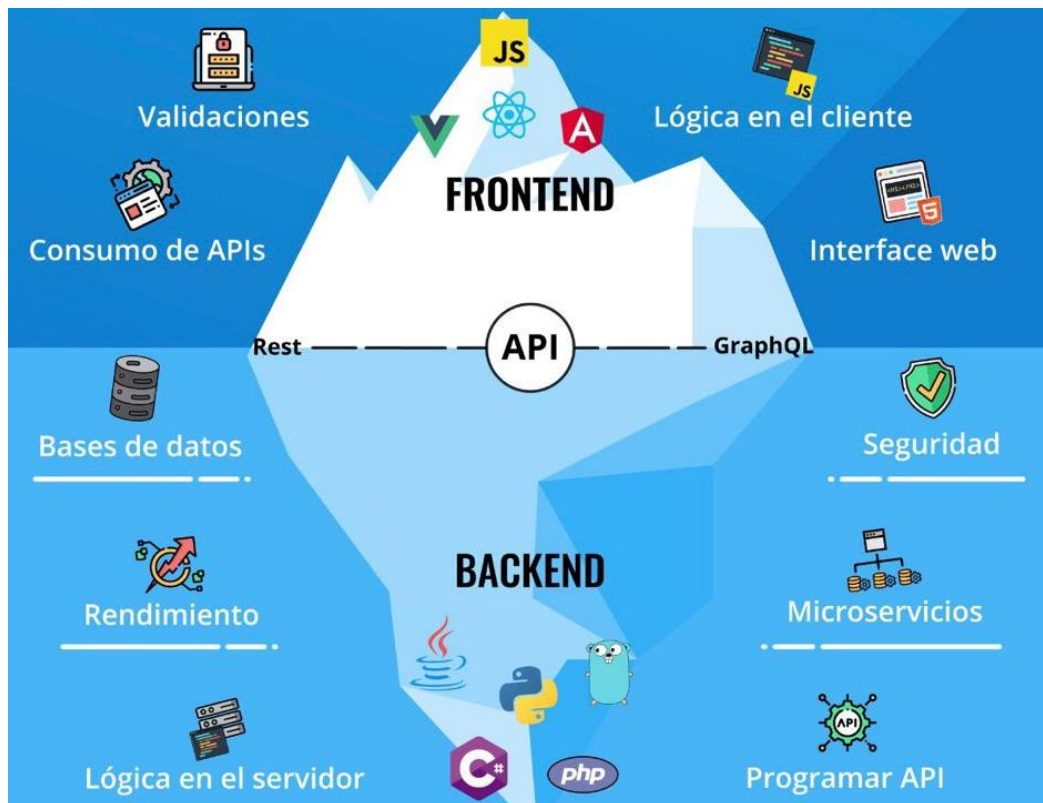 JS
Validaciones
JS
Lógica en el cliente
A
FRONTEND
Consumo de APIs
5
Interface web
Rest
API
GraphQL
Bases de datos
Seguridad
BACKEND
Rendimiento
Microservicios
API
C#
php
Lógica en el servidor
Programar API